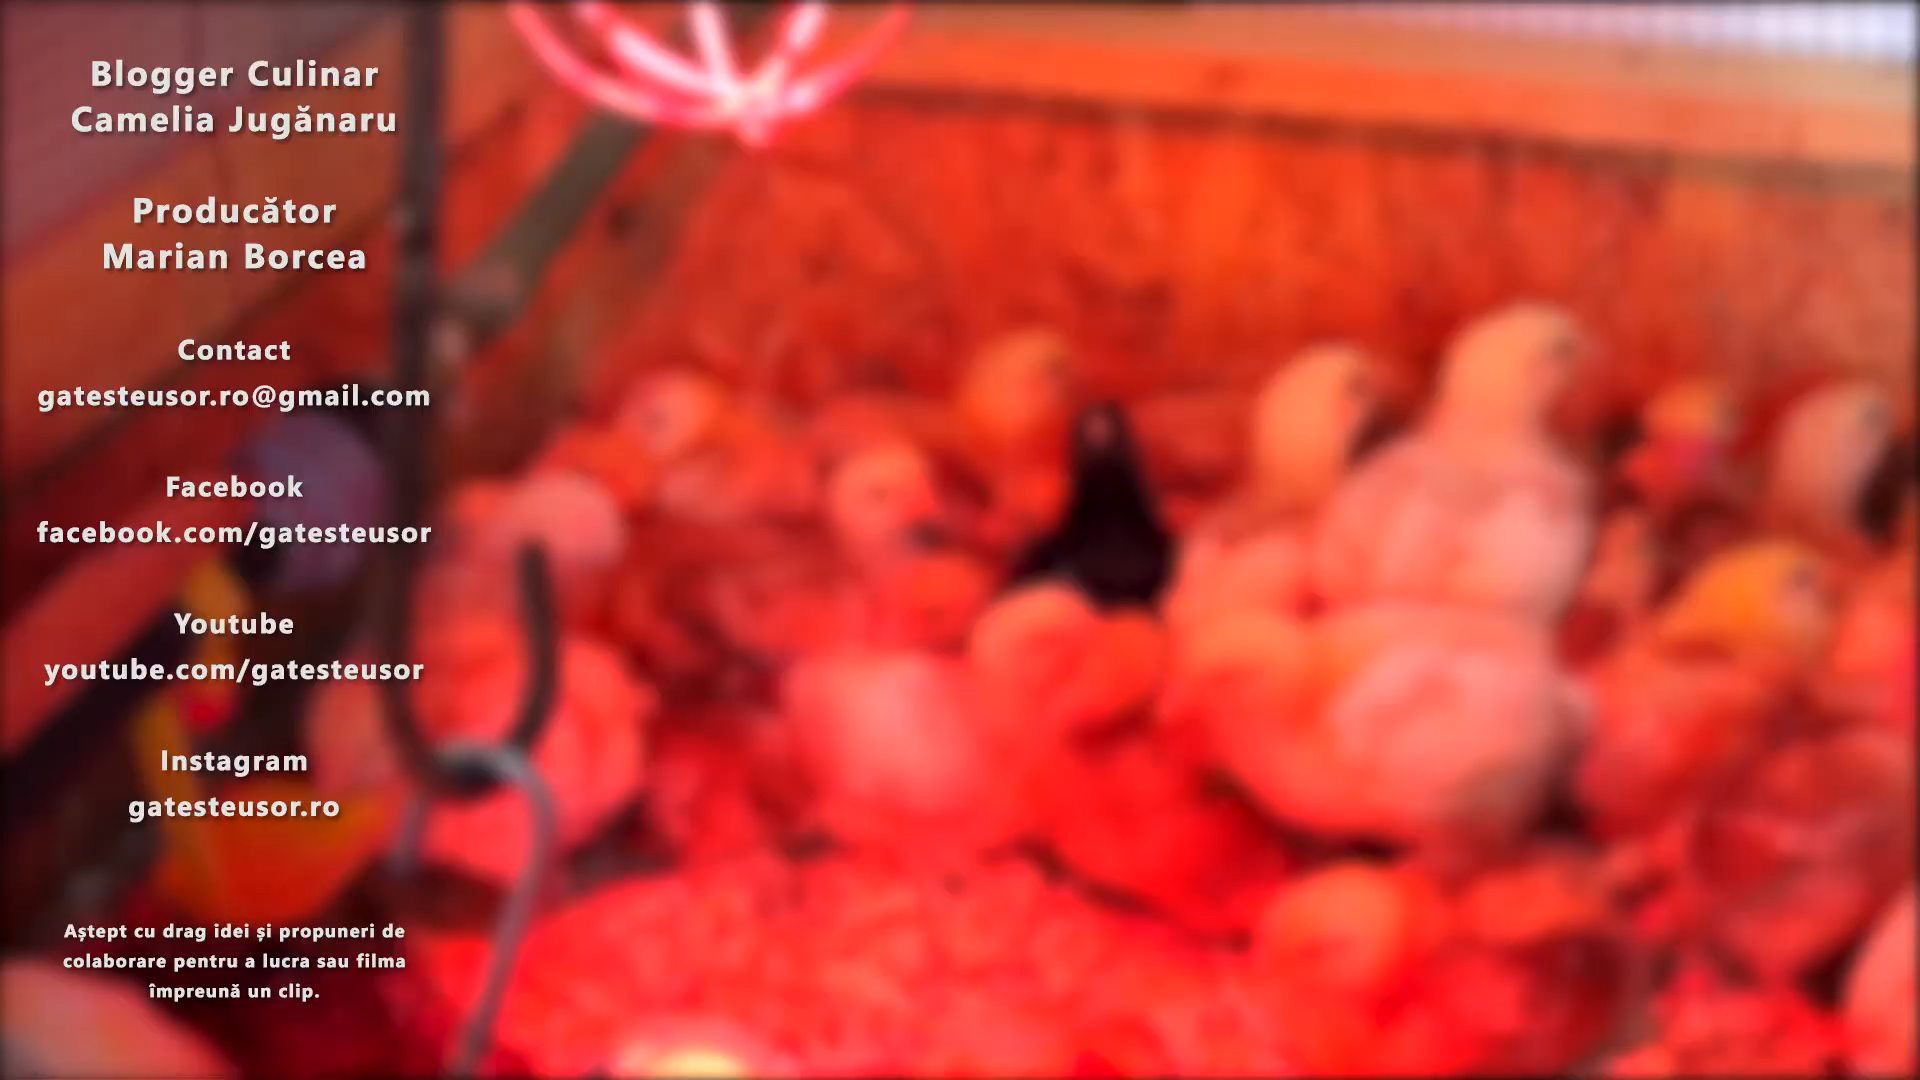 Blogger Culinar
Camelia Jugănaru
Producător
Marian Borcea
Contact
gatesteusor.ro@gmail.com
Facebook
facebook.com/gatesteusor
Youtube
youtube.com/gatesteusor
Instagram
gatesteusor.ro
Aștept cu drag idei și propuneri de
colaborare pentru a lucra sau filma
împreună un clip.